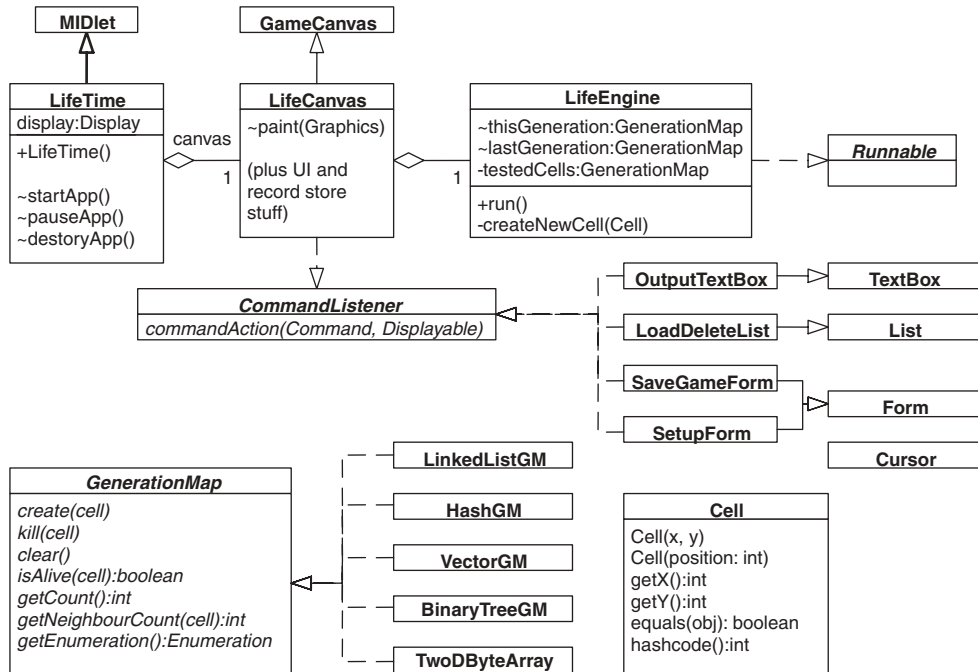 MIDlet
GameCanvas
LifeTime
display:Display
+LifeTime()
~startApp()
~pauseApp()
~destoryApp()
canvas
1
LifeCanvas
~paint(Graphics)
(plus UI and
record store
stuff)
1
LifeEngine
~thisGeneration:GenerationMap
~lastGeneration:GenerationMap
-testedCells:GenerationMap
+run()
-createNewCell(Cell)
Runnable
CommandListener
commandAction(Command, Displayable)
OutputTextBox
TextBox
LoadDeleteList
List
SaveGameForm
Form
SetupForm
Cursor
GenerationMap
create(cell)
kill(cell)
clear()
isAlive(cell):boolean
getCount():int
getNeighbourCount(cell):int
getEnumeration():Enumeration
LinkedListGM
HashGM
VectorGM
BinaryTreeGM
TwoDByteArray
Cell
Cell(x, y)
Cell(position: int)
getX():int
getY():int
equals(obj): boolean
hashcode():int